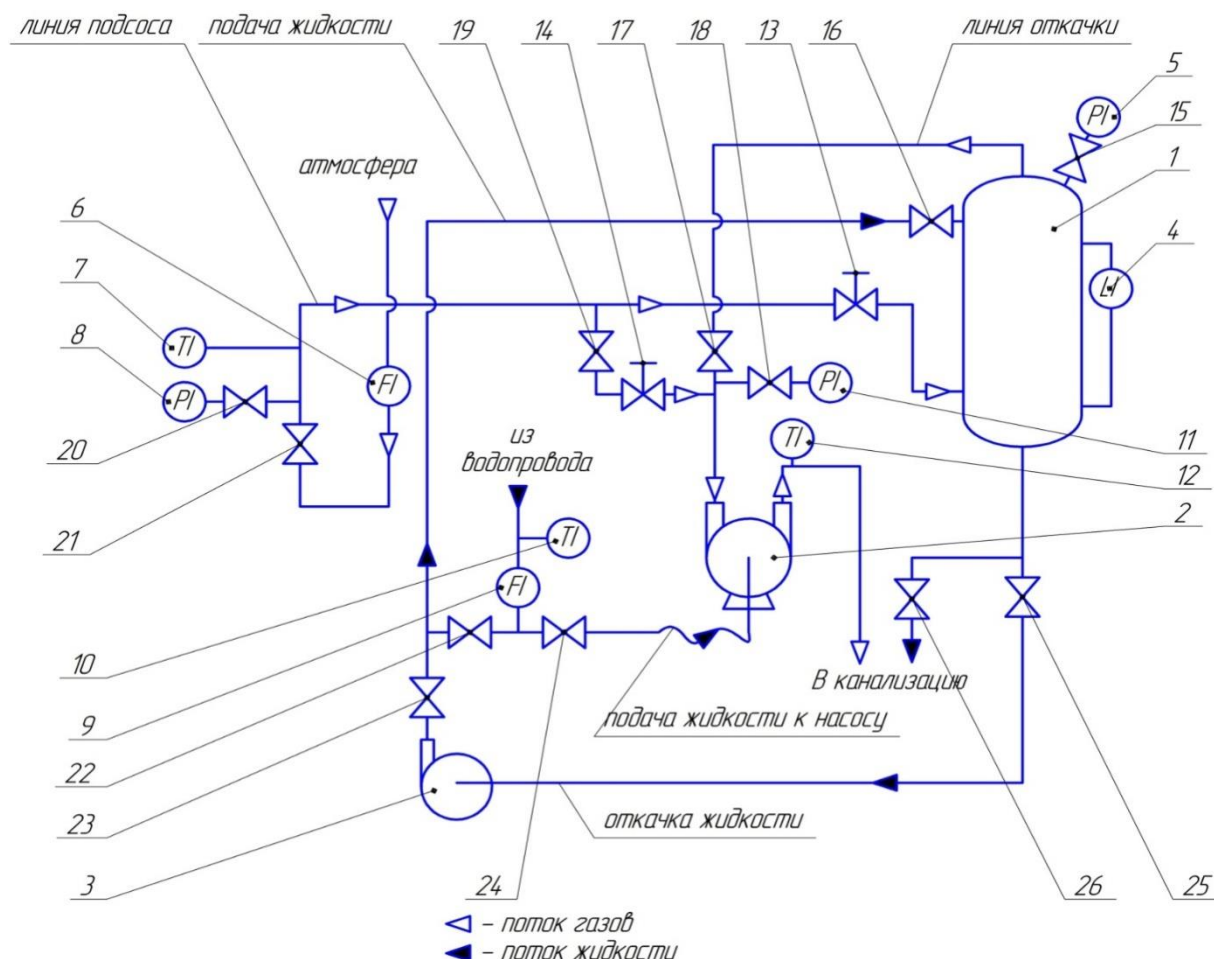 линия подсоса
подача жидкости
19
14
17
18
13
16
линия откачки
5
PI
15
1
атмосфера
6
7
TI
8
PI
FI
4
LI
PI
20
21
из
водопровода
TI
11
12
2
TI
FI
10
9
22
23
3
В канализацию
подача жидкости к насосу
откачка жидкости
24
26
25
– поток газов
– поток жидкости